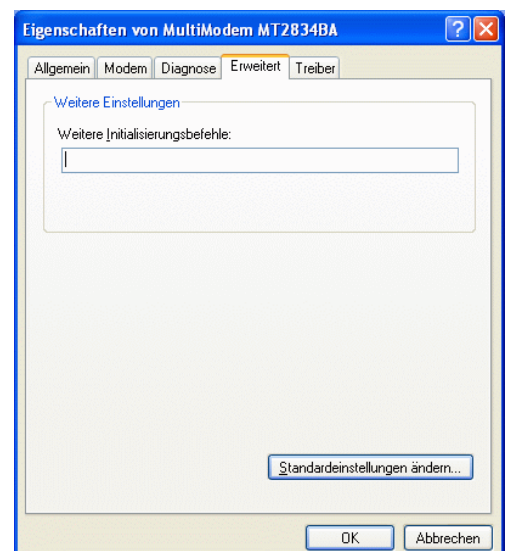 Eigenschaften von MultiModem MT2834BA
Allgemein Modem Diagnose Erweitert Treiber
Weitere Einstellungen
Weitere Initialisierungsbefehle:
Standardeinstellungen ändern...
OK Abbrechen